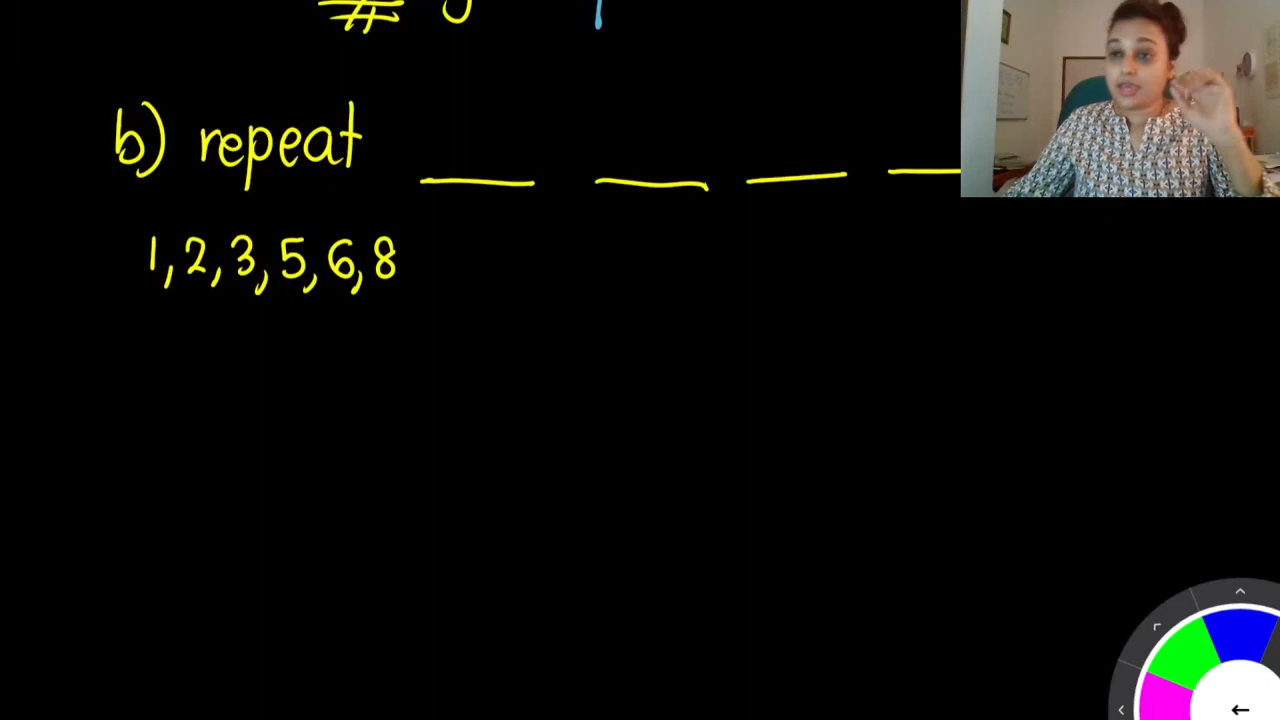 b) repeat
1, 2, 3, 5, 6, 8